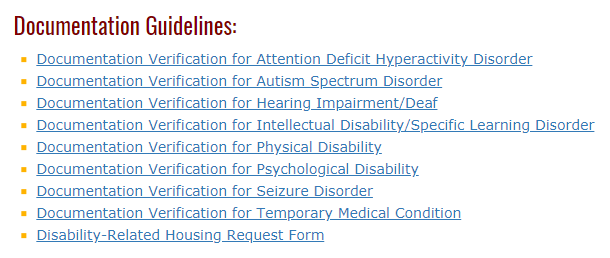 Documentation Guidelines:
Documentation Verification for Attention Deficit Hyperactivity Disorder
Documentation Verification for Autism Spectrum Disorder
Documentation Verification for Hearing Impairment/Deaf
Documentation Verification for Intellectual Disability/Specific Learning Disorder
Documentation Verification for Physical Disability
Documentation Verification for Psychological Disability
Documentation Verification for Seizure Disorder
Documentation Verification for Temporary Medical Condition
Disability-Related Housing Request Form